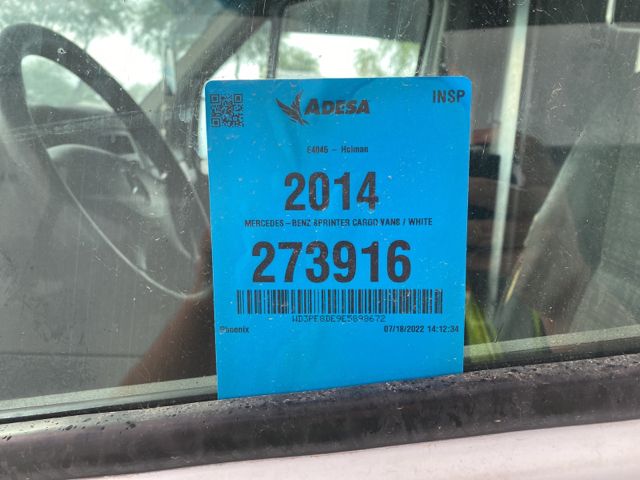 ADESA
INSP
E4045 - Holman
2014
MERCEDES-BENZ SPRINTER CARGO VANS / WHITE
273916
WD3PF8DE9E5898672
Phoenix
07/18/2022 14:12:34